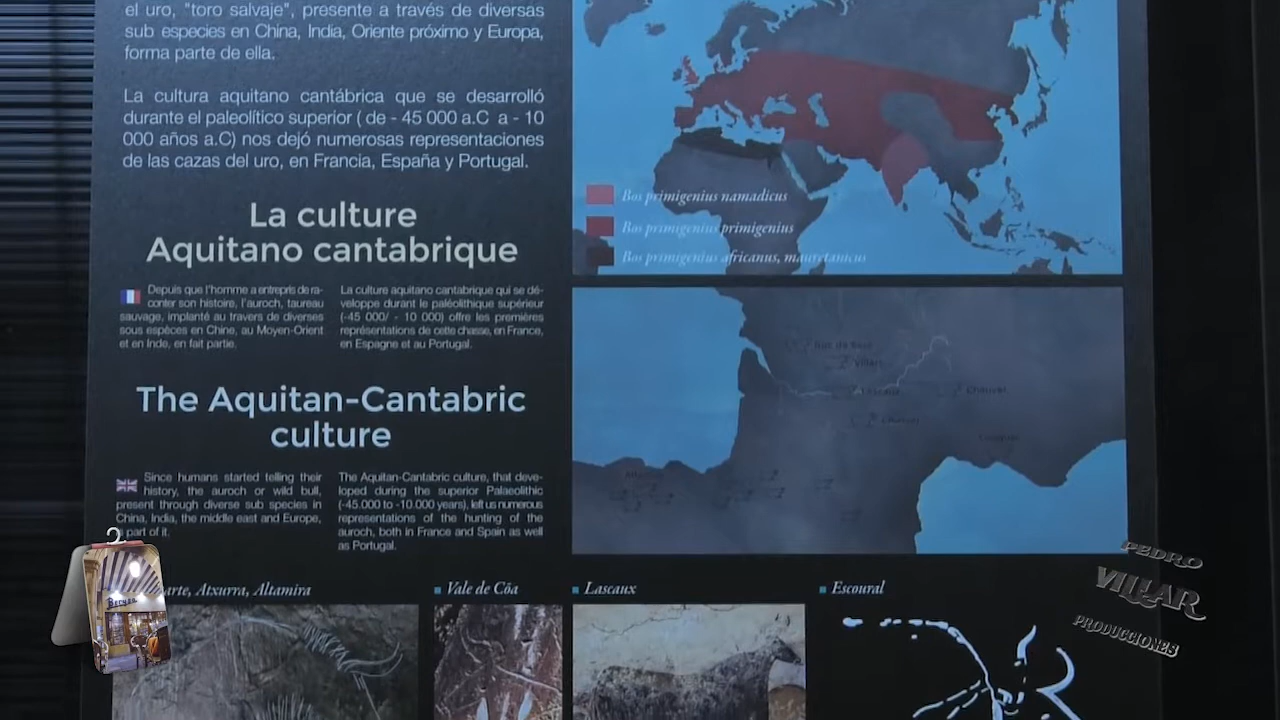 el uro, "toro salvaje", presente a través de diversas
sub especies en China, India, Oriente próximo y Europa,
forma parte de ella.
La cultura aquitano cantábrica que se desarrolló
durante el paleolítico superior ( de - 45 000 a.C a - 10
000 años a.C) nos dejó numerosas representaciones
de las cazas del uro, en Francia, España y Portugal.
La culture
Aquitano cantabrique
Depuis que l'homme a entrepris de ra-
conter son histoire, l'auroch, taureau
sauvage, implanté au travers de diverses
sous espèces en Chine, au Moyen-Orient
et en Inde, en fait partie.
La culture aquitano cantabrique qui se dé-
veloppe durant le paléolithique supérieur
(-45 000/ - 10 000) offre les premières
représentations de cette chasse, en France,
en Espagne et au Portugal.
The Aquitan-Cantabric
culture
Since humans started telling their
history, the auroch or wild bull,
present through diverse sub species in
China, India, the middle east and Europe,
part of it.
The Aquitan-Cantabric culture, that deve-
loped during the superior Palaeolithic
(-45.000 to -10 000 years), left us numerous
representations of the hunting of the
auroch, both in France and Spain as well
as Portugal.
Bos primigenius namadicus
Bos primigenius primigenius
Bos primigenius africanus, mauretanicus
Villars
Lascaux
Chauvet
arte, Atxurra, Altamira
Vale de Côa
Lascaux
Escoural
PEDRO
VILLAR
PRODUCCIONES